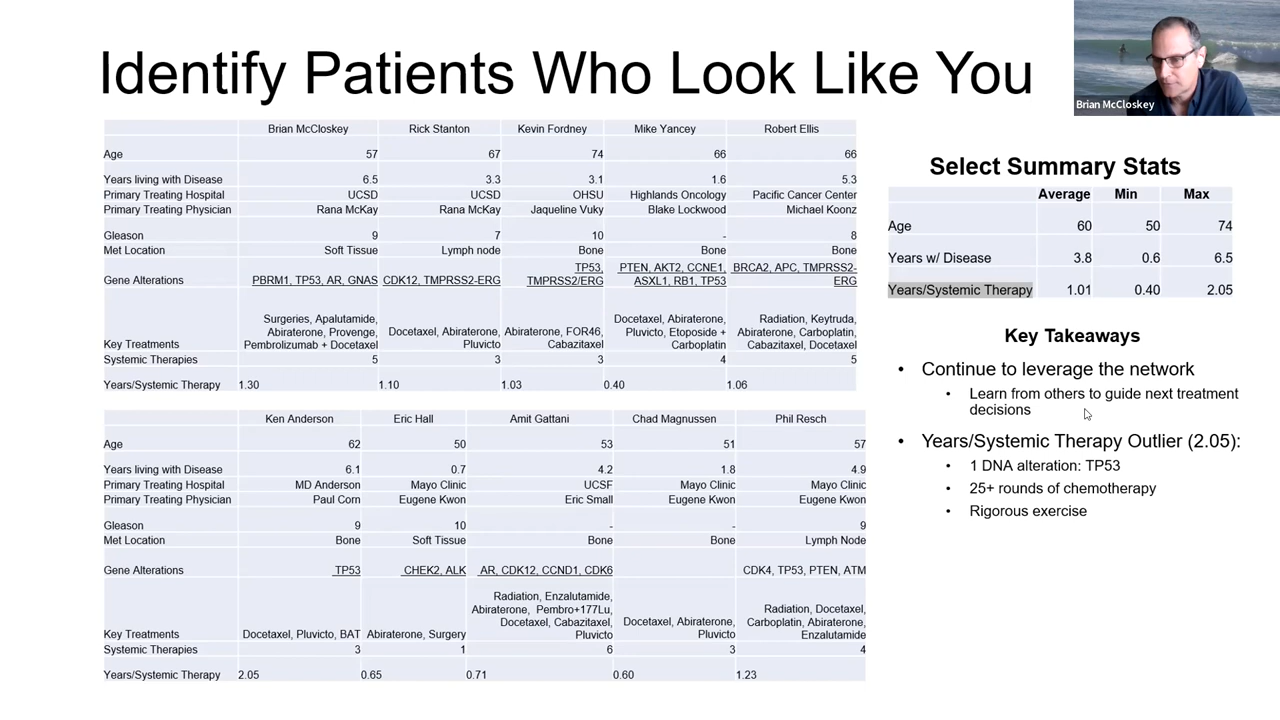 Identify Patients Who Look Like You
Brian McCloskey
Brian McCloskey Rick Stanton Kevin Fordney Mike Yancey Robert Ellis
Age 57 67 74 66 66
Years living with Disease 6.5 3.3 3.1 1.6 5.3
Primary Treating Hospital UCSD UCSD OHSU Highlands Oncology Pacific Cancer Center
Primary Treating Physician Rana McKay Rana McKay Jaqueline Vuky Blake Lockwood Michael Koonz
Gleason 9 7 10 - 8
Met Location Soft Tissue Lymph node Bone Bone Bone
TP53, PTEN, AKT2, CCNE1, BRCA2, APC, TMPRSS2-
Gene Alterations PBRM1, TP53, AR, GNAS CDK12, TMPRSS2-ERG TMPRSS2/ERG ASXL1, RB1, TP53 ERG
Surgeries, Apalutamide, Docetaxel, Abiraterone, Radiation, Keytruda,
Abiraterone, Provenge, Docetaxel, Abiraterone, Abiraterone, FOR46, Pluvicto, Etoposide + Abiraterone, Carboplatin,
Key Treatments Pembrolizumab + Docetaxel Pluvicto Cabazitaxel Carboplatin Cabazitaxel, Docetaxel
Systemic Therapies 5 3 3 4 5
Years/Systemic Therapy 1.30 1.10 1.03 0.40 1.06
Ken Anderson Eric Hall Amit Gattani Chad Magnussen Phil Resch
Age 62 50 53 51 57
Years living with Disease 6.1 0.7 4.2 1.8 4.9
Primary Treating Hospital MD Anderson Mayo Clinic UCSF Mayo Clinic Mayo Clinic
Primary Treating Physician Paul Corn Eugene Kwon Eric Small Eugene Kwon Eugene Kwon
Gleason 9 10 - - 9
Met Location Bone Soft Tissue Bone Bone Lymph Node
Gene Alterations TP53 CHEK2, ALK AR, CDK12, CCND1, CDK6 CDK4, TP53, PTEN, ATM
Radiation, Enzalutamide,
Abiraterone, Pembro+177Lu, Radiation, Docetaxel,
Docetaxel, Cabazitaxel, Docetaxel, Abiraterone, Carboplatin, Abiraterone,
Key Treatments Docetaxel, Pluvicto, BAT Abiraterone, Surgery Pluvicto Pluvicto Enzalutamide
Systemic Therapies 3 1 6 3 4
Years/Systemic Therapy 2.05 0.65 0.71 0.60 1.23
Select Summary Stats
Average Min Max
Age 60 50 74
Years w/ Disease 3.8 0.6 6.5
Years/Systemic Therapy 1.01 0.40 2.05
Key Takeaways
• Continue to leverage the network
• Learn from others to guide next treatment
decisions
• Years/Systemic Therapy Outlier (2.05):
• 1 DNA alteration: TP53
• 25+ rounds of chemotherapy
• Rigorous exercise